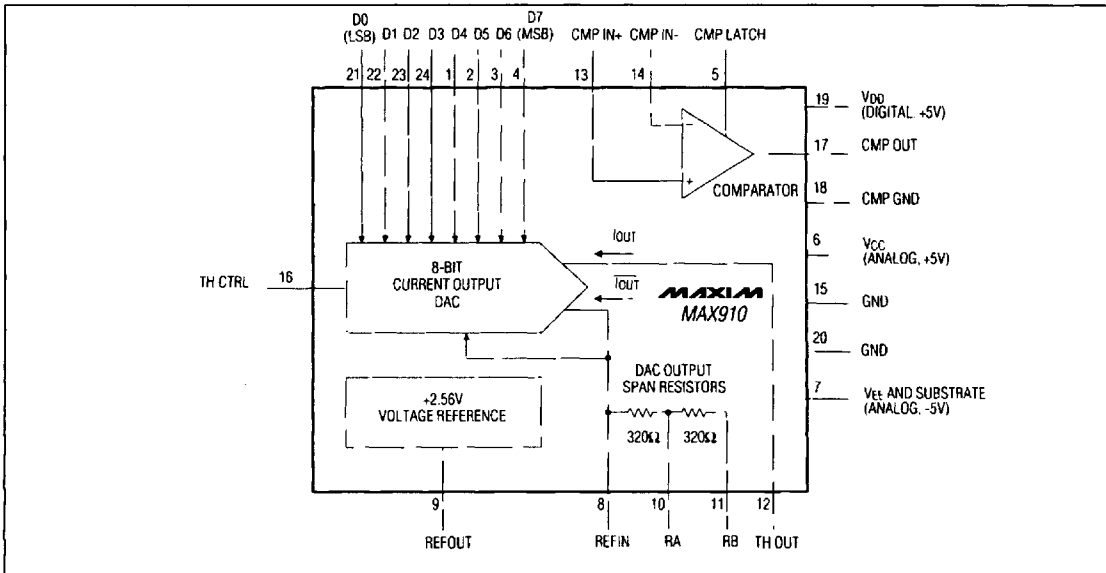 D0 (LSB) D1 D2 D3 D4 D5 D6 D7 (MSB) CMP IN+ CMP IN- CMP LATCH
21 22 23 24 1 2 3 4 13 14 5
19 VDD (DIGITAL, +5V)
17 CMP OUT
COMPARATOR
18 CMP GND
6 VCC (ANALOG, +5V)
IOUT
8-BIT
CURRENT OUTPUT
DAC
TH CTRL 16
IOUT
MAXIM
MAX910
15 GND
20 GND
DAC OUTPUT
SPAN RESISTORS
7 VEE AND SUBSTRATE (ANALOG, -5V)
+2.56V
VOLTAGE REFERENCE
320Ω 320Ω
9 8 10 11 12
REFOUT REFIN RA RB TH OUT